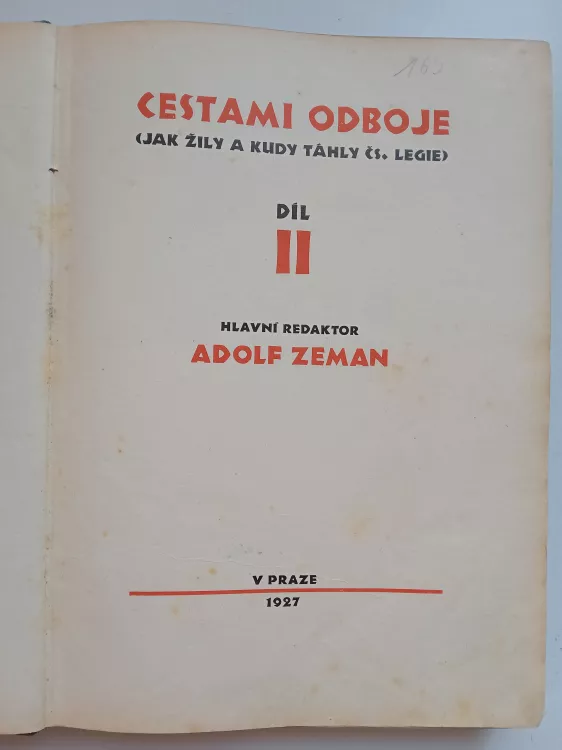 CESTAMI ODBOJE
(JAK ŽILY A KUDY TÁHLY ČS. LEGIE)
DÍL
II
HLAVNÍ REDAKTOR
ADOLF ZEMAN
V PRAZE
1927